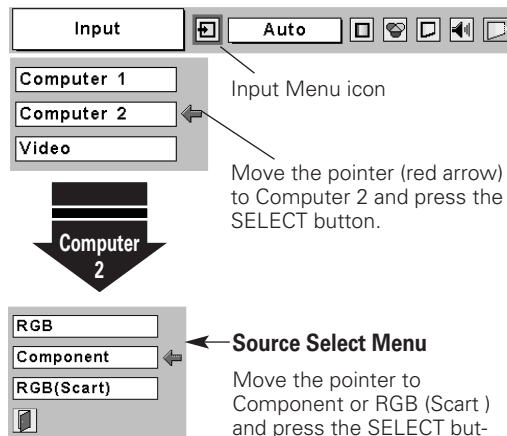 Input
Auto
Input Menu icon
Computer 1
Computer 2
Video
Move the pointer (red arrow)
to Computer 2 and press the
SELECT button.
Computer
2
RGB
Component
RGB(Scart)
Source Select Menu
Move the pointer to
Component or RGB (Scart )
and press the SELECT but-